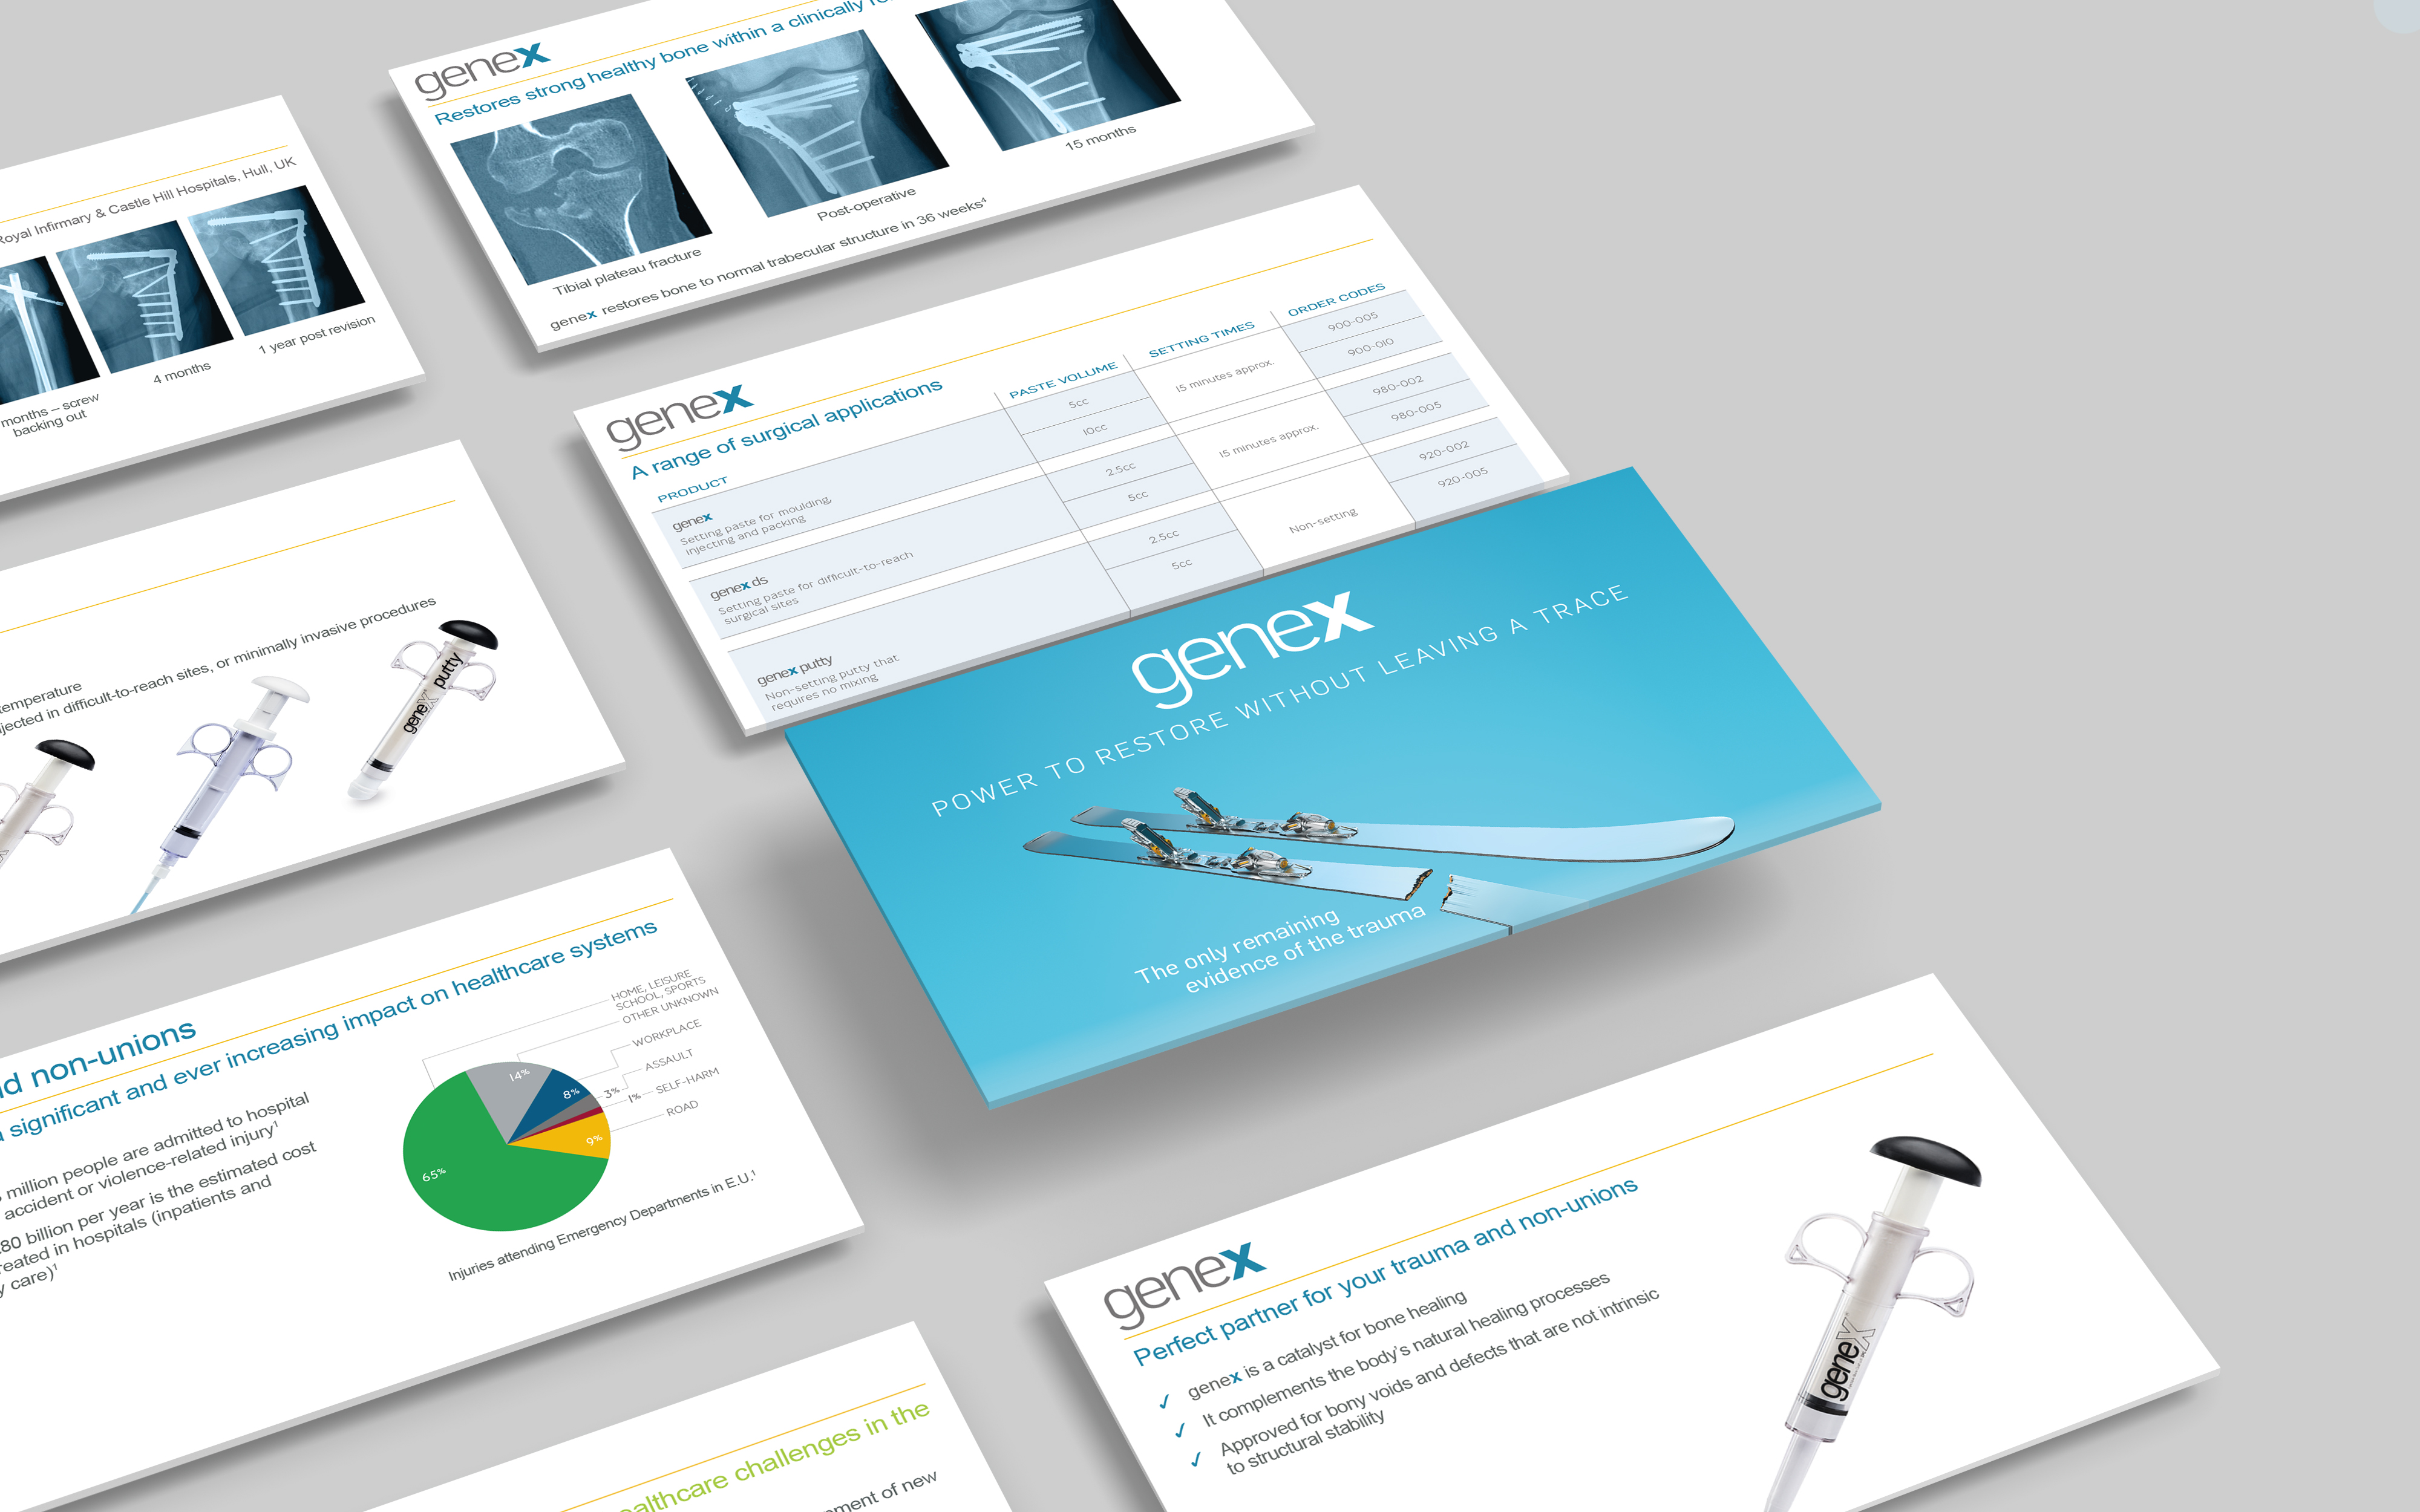 genex
Restores strong healthy bone within a clinically
Tibial plateau fracture
Post-operative
15 months
genex restores bone to normal trabecular structure in 36 weeks⁴
Royal Infirmary & Castle Hill Hospitals, Hull, UK
months – screw
backing out
4 months
1 year post revision
genex
A range of surgical applications
PRODUCT
PASTE VOLUME
SETTING TIMES
ORDER CODES
genex
Setting paste for moulding,
injecting and packing
5cc
10cc
15 minutes approx.
900-005
900-010
genex ds
Setting paste for difficult-to-reach
surgical sites
2.5cc
5cc
15 minutes approx.
980-002
980-005
genex putty
Non-setting putty that
requires no mixing
2.5cc
5cc
Non-setting
920-002
920-005
temperature
in difficult-to-reach sites, or minimally invasive procedures
genex putty
genex
POWER TO RESTORE WITHOUT LEAVING A TRACE
The only remaining
evidence of the trauma
non-unions
significant and ever increasing impact on healthcare systems
million people are admitted to hospital
accident or violence-related injury¹
billion per year is the estimated cost
in hospitals (inpatients and
care)¹
HOME, LEISURE
SCHOOL, SPORTS
OTHER UNKNOWN
WORKPLACE
ASSAULT
SELF-HARM
ROAD
14%
8%
3%
1%
9%
65%
Injuries attending Emergency Departments in E.U.¹
challenges in the
of new
genex
Perfect partner for your trauma and non-unions
✓ genex is a catalyst for bone healing
✓ It complements the body's natural healing processes
✓ Approved for bony voids and defects that are not intrinsic
to structural stability
genex